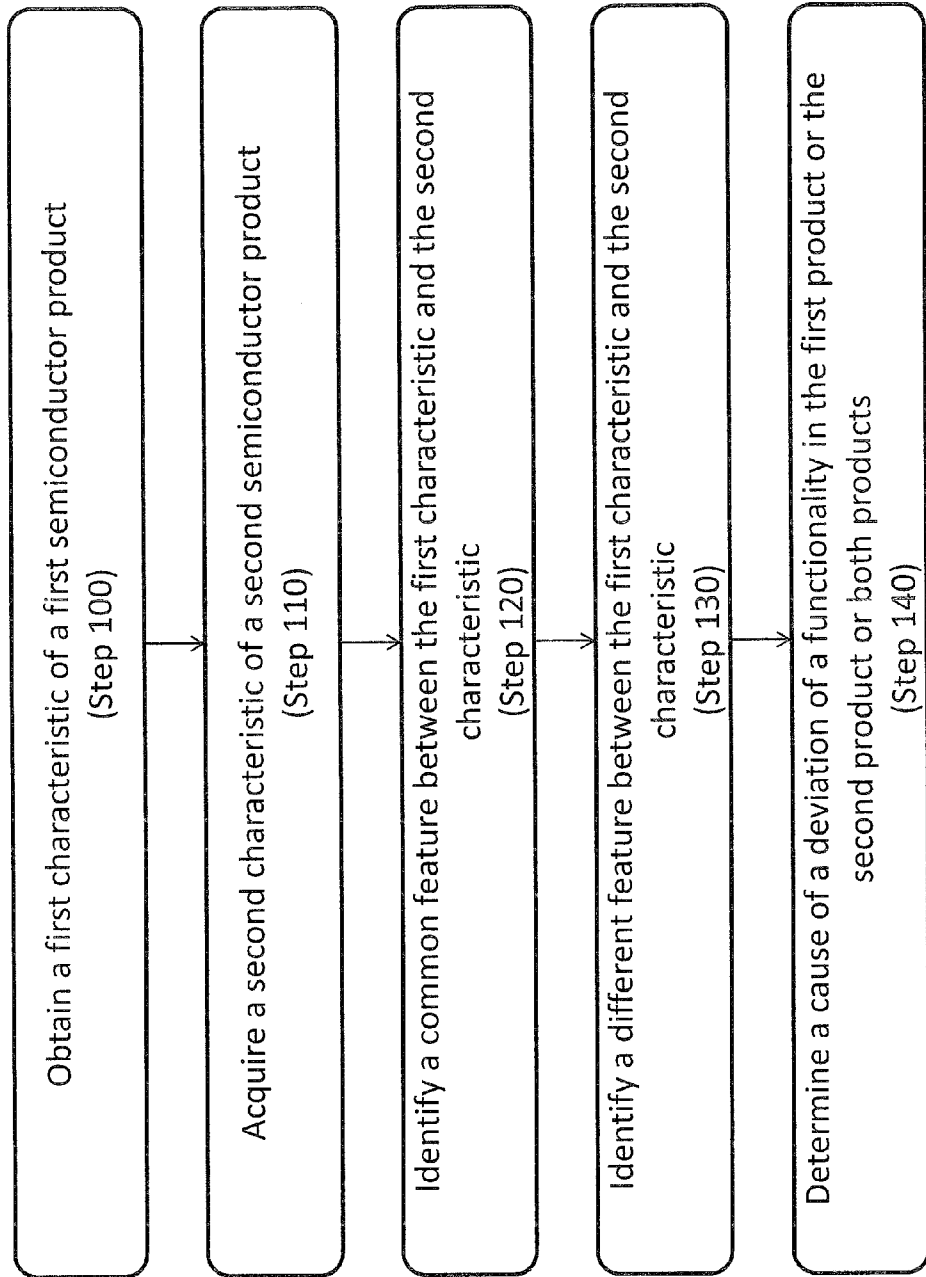 Obtain a first characteristic of a first semiconductor product
(Step 100)
Acquire a second characteristic of a second semiconductor product
(Step 110)
Identify a common feature between the first characteristic and the second
characteristic
(Step 120)
Identify a different feature between the first characteristic and the second
characteristic
(Step 130)
Determine a cause of a deviation of a functionality in the first product or the
second product or both products
(Step 140)